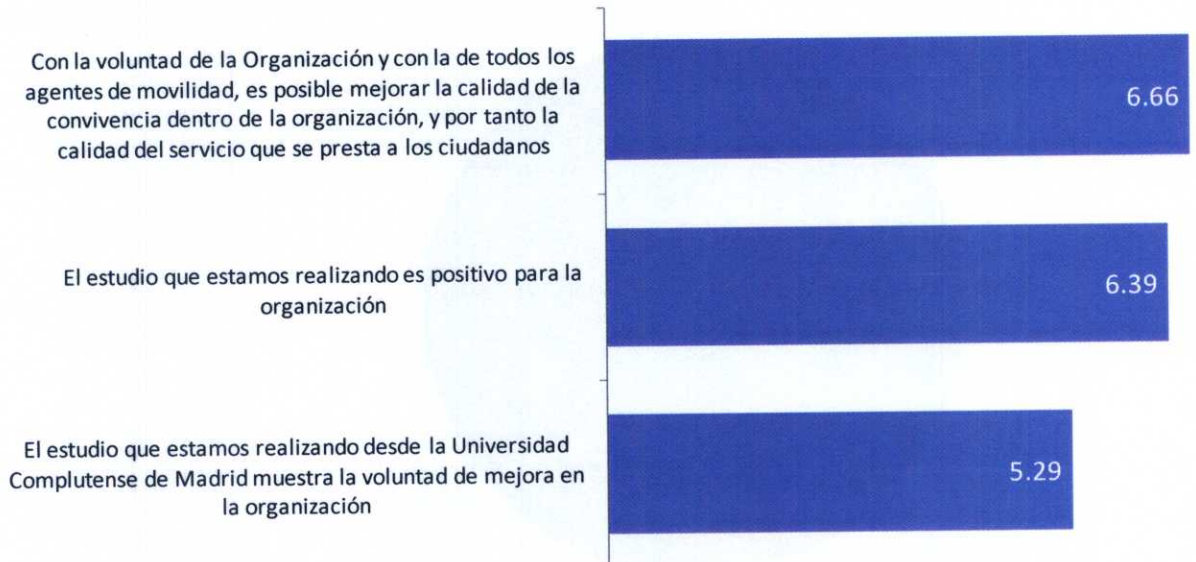 Con la voluntad de la Organización y con la de todos los
agentes de movilidad, es posible mejorar la calidad de la
convivencia dentro de la organización, y por tanto la
calidad del servicio que se presta a los ciudadanos
6.66
El estudio que estamos realizando es positivo para la
organización
6.39
El estudio que estamos realizando desde la Universidad
Complutense de Madrid muestra la voluntad de mejora en
la organización
5.29